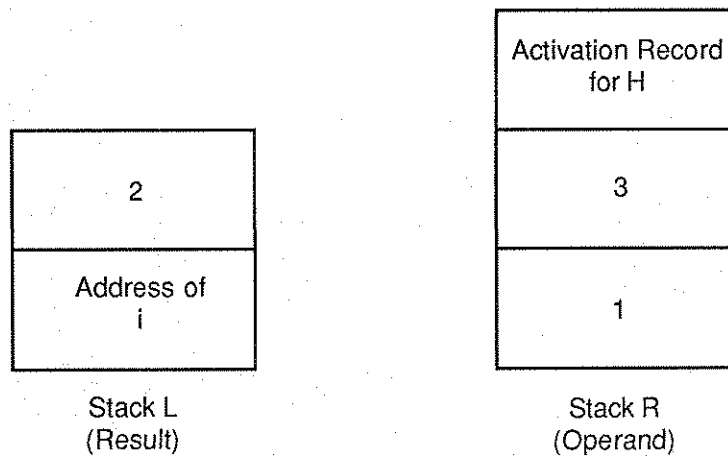 2
Address of
i
Stack L
(Result)
Activation Record
for H
3
1
Stack R
(Operand)